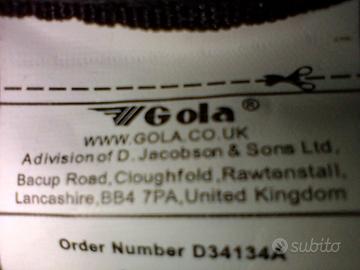 Gola®
WWW.GOLA.CO.UK
A division of D. Jacobson & Sons Ltd.
Bacup Road, Cloughfold, Rawtenstall,
Lancashire, BB4 7PA, United Kingdom
Order Number D34134A
subito